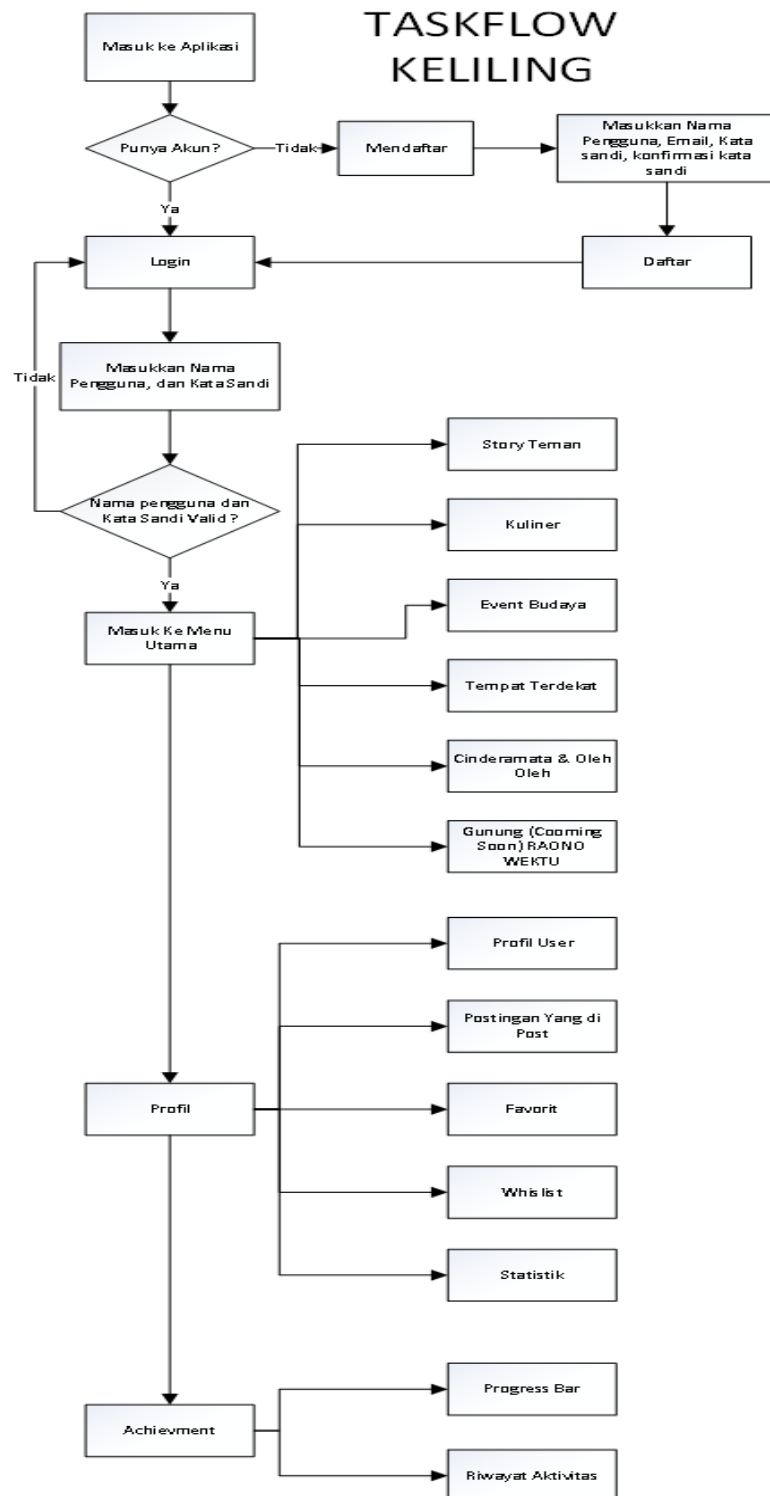 TASKFLOW
KELILING
Masuk ke Aplikasi
Punya Akun?
Tidak
Mendaftar
Masukkan Nama
Pengguna, Email, Kata
sandi, konfirmasi kata
sandi
Ya
Login
Daftar
Masukkan Nama
Pengguna, dan Kata Sandi
Tidak
Nama pengguna dan
Kata Sandi Valid ?
Ya
Masuk Ke Menu
Utama
Story Teman
Kuliner
Event Budaya
Tempat Terdekat
Cinderamata & Oleh
Oleh
Gunung (Cooming
Soon) RAONO
WEKTU
Profil
Profil User
Postingan Yang di
Post
Favorit
Whislist
Statistik
Achievment
Progress Bar
Riwayat Aktivitas